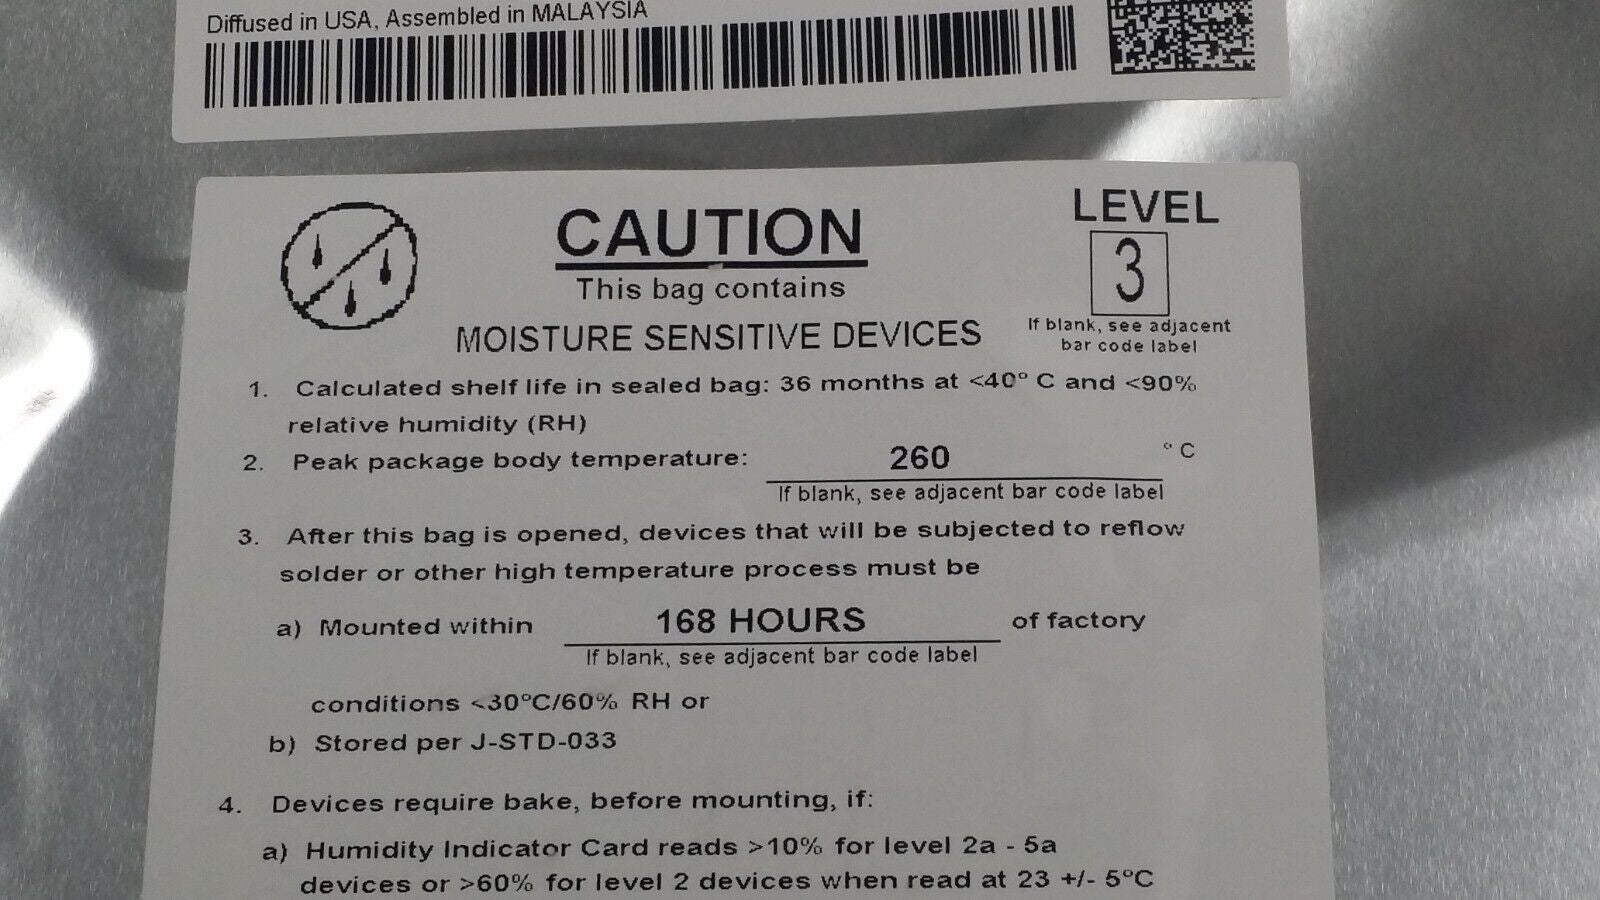 Diffused in USA, Assembled in MALAYSIA
CAUTION
This bag contains
MOISTURE SENSITIVE DEVICES
LEVEL
3
If blank, see adjacent
bar code label
1. Calculated shelf life in sealed bag: 36 months at <40° C and <90%
relative humidity (RH)
2. Peak package body temperature: 260 °C
If blank, see adjacent bar code label
3. After this bag is opened, devices that will be subjected to reflow
solder or other high temperature process must be
a) Mounted within 168 HOURS of factory
If blank, see adjacent bar code label
conditions <30°C/60% RH or
b) Stored per J-STD-033
4. Devices require bake, before mounting, if:
a) Humidity Indicator Card reads >10% for level 2a - 5a
devices or >60% for level 2 devices when read at 23 +/- 5°C